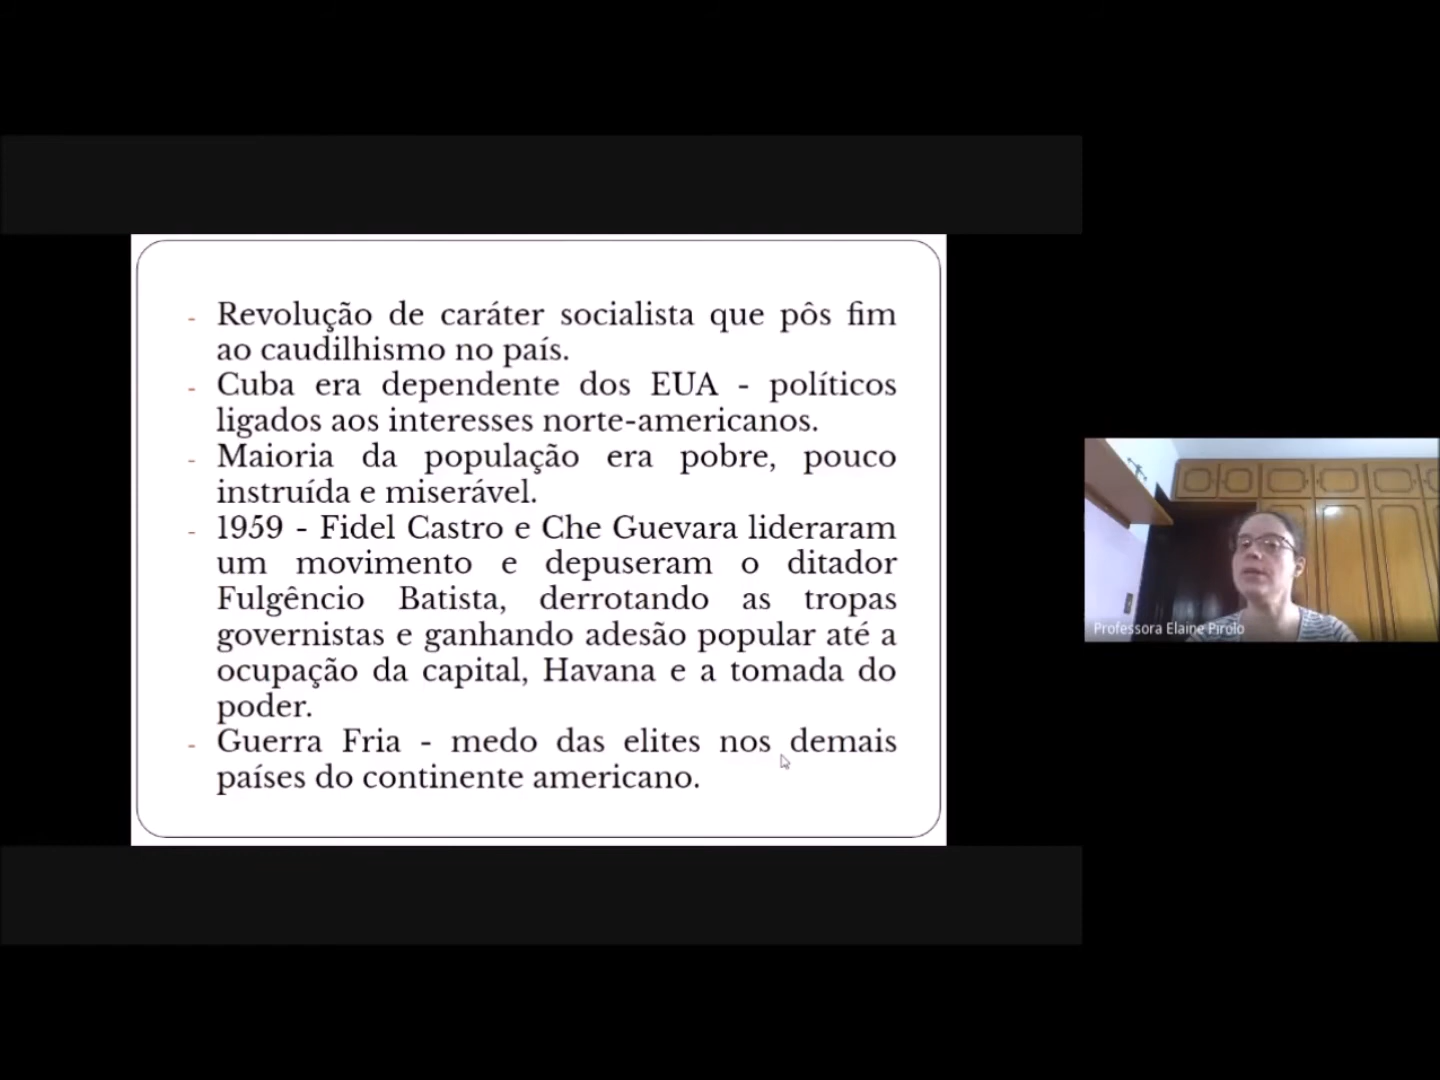 - Revolução de caráter socialista que pôs fim
ao caudilhismo no país.
- Cuba era dependente dos EUA - políticos
ligados aos interesses norte-americanos.
- Maioria da população era pobre, pouco
instruída e miserável.
- 1959 - Fidel Castro e Che Guevara lideraram
um movimento e depuseram o ditador
Fulgêncio Batista, derrotando as tropas
governistas e ganhando adesão popular até a
ocupação da capital, Havana e a tomada do
poder.
- Guerra Fria - medo das elites nos demais
países do continente americano.
Professora Elaine Pirolo